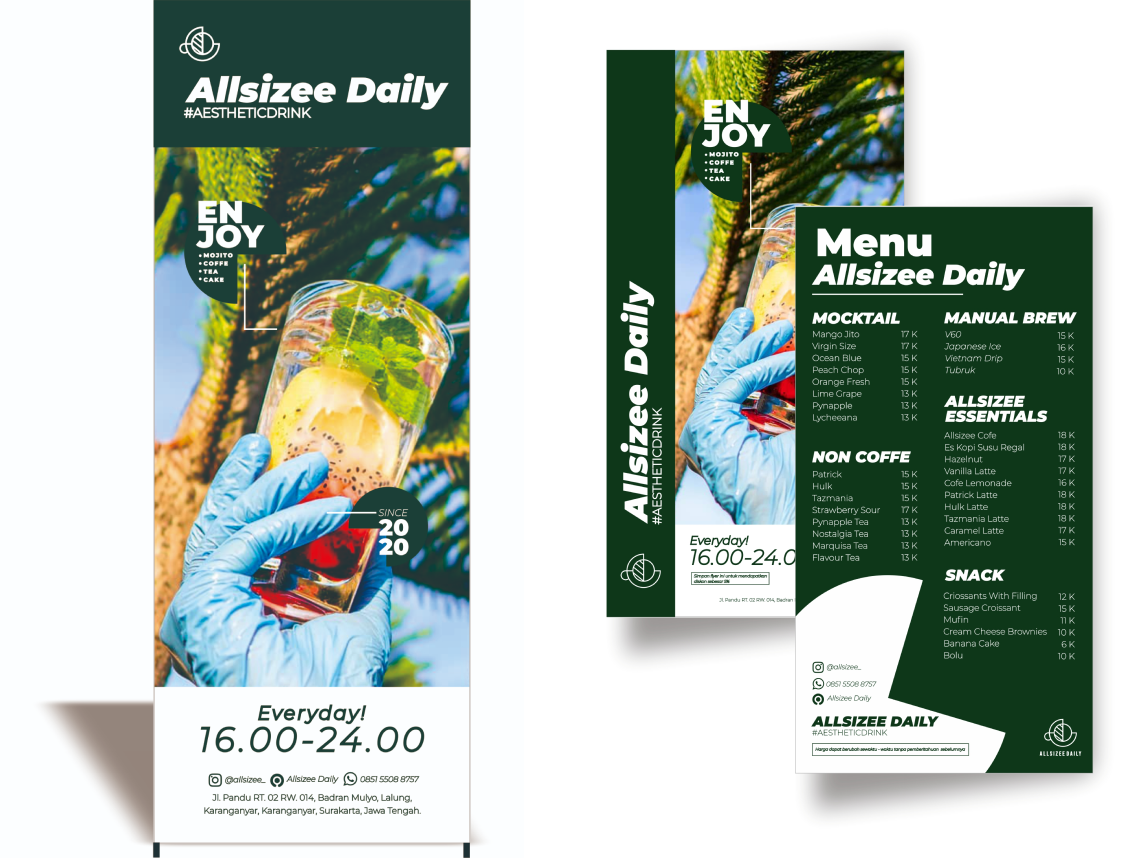 Allsizee Daily
#AESTHETICDRINK
EN
JOY
• MOJITO
• COFFE
• TEA
• CAKE
SINCE
20
20
Everyday!
16.00-24.00
@allsizee_ Allsizee Daily 0851 5508 8757
Jl. Pandu RT. 02 RW. 014, Badran Mulyo, Lalung,
Karanganyar, Karanganyar, Surakarta, Jawa Tengah.
Allsizee Daily
#AESTHETICDRINK
EN
JOY
• MOJITO
• COFFE
• TEA
• CAKE
Everyday!
16.00-24.0
Simpan flyer ini untuk mendapatkan
diskon sebesar 5%
Jl. Pandu RT. 02 RW. 014, Badran
Menu
Allsizee Daily
MOCKTAIL
Mango Jito 17 K
Virgin Size 17 K
Ocean Blue 15 K
Peach Chop 15 K
Orange Fresh 15 K
Lime Grape 13 K
Pynapple 13 K
Lycheeana 13 K
NON COFFE
Patrick 15 K
Hulk 15 K
Tazmania 15 K
Strawberry Sour 17 K
Pynapple Tea 13 K
Nostalgia Tea 13 K
Marquisa Tea 13 K
Flavour Tea 13 K
MANUAL BREW
V60 15 K
Japanese Ice 16 K
Vietnam Drip 15 K
Tubruk 10 K
ALLSIZEE
ESSENTIALS
Allsizee Cofe 18 K
Es Kopi Susu Regal 18 K
Hazelnut 17 K
Vanilla Latte 17 K
Cofe Lemonade 16 K
Patrick Latte 18 K
Hulk Latte 18 K
Tazmania Latte 18 K
Caramel Latte 17 K
Americano 15 K
SNACK
Criossants With Filling 12 K
Sausage Croissant 15 K
Mufin 11 K
Cream Cheese Brownies 10 K
Banana Cake 6 K
Bolu 10 K
@allsizee_
0851 5508 8757
Allsizee Daily
ALLSIZEE DAILY
#AESTHETICDRINK
Harga dapat berubah sewaktu - waktu tanpa pemberitahuan sebelumnya
ALLSIZEE DAILY